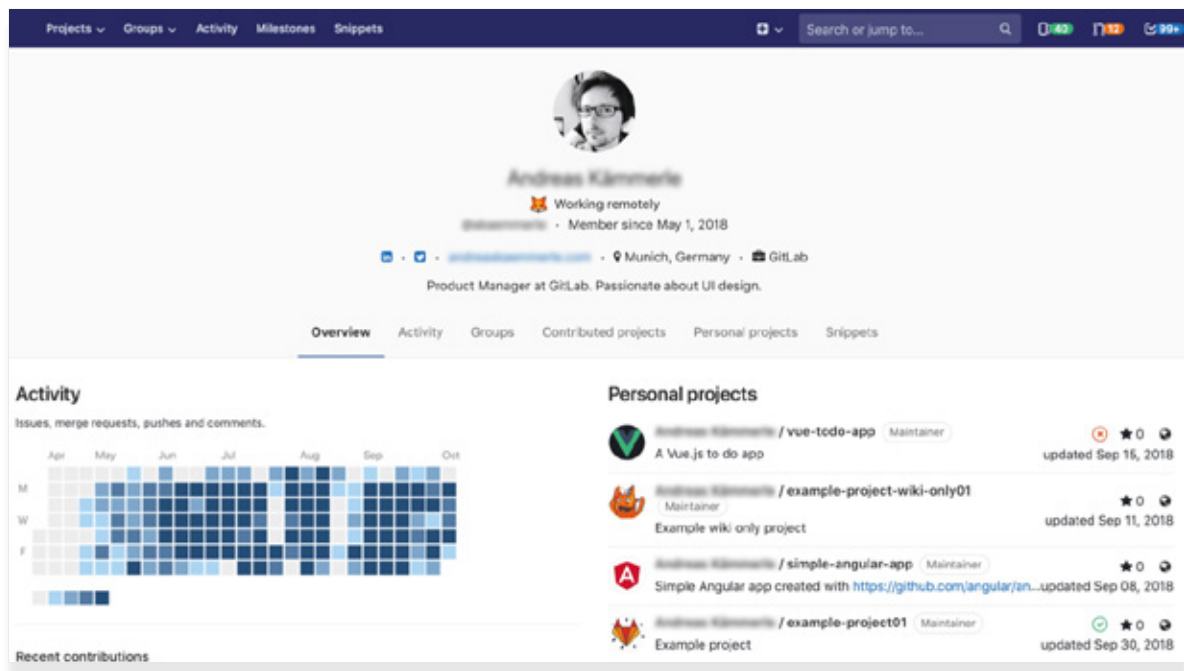 Projects Groups Activity Milestones Snippets Search or jump to... 40 12 99+
Working remotely
· Member since May 1, 2018
· · · Munich, Germany · GitLab
Product Manager at GitLab. Passionate about UI design.
Overview Activity Groups Contributed projects Personal projects Snippets
Activity
Issues, merge requests, pushes and comments.
Apr May Jun Jul Aug Sep Oct
M
W
F
Recent contributions
Personal projects
/ vue-todo-app Maintainer 0
A Vue.js to do app updated Sep 15, 2018
/ example-project-wiki-only01
Maintainer 0
Example wiki only project updated Sep 11, 2018
/ simple-angular-app Maintainer 0
Simple Angular app created with https://github.com/angular/an...updated Sep 08, 2018
/ example-project01 Maintainer 0
Example project updated Sep 30, 2018